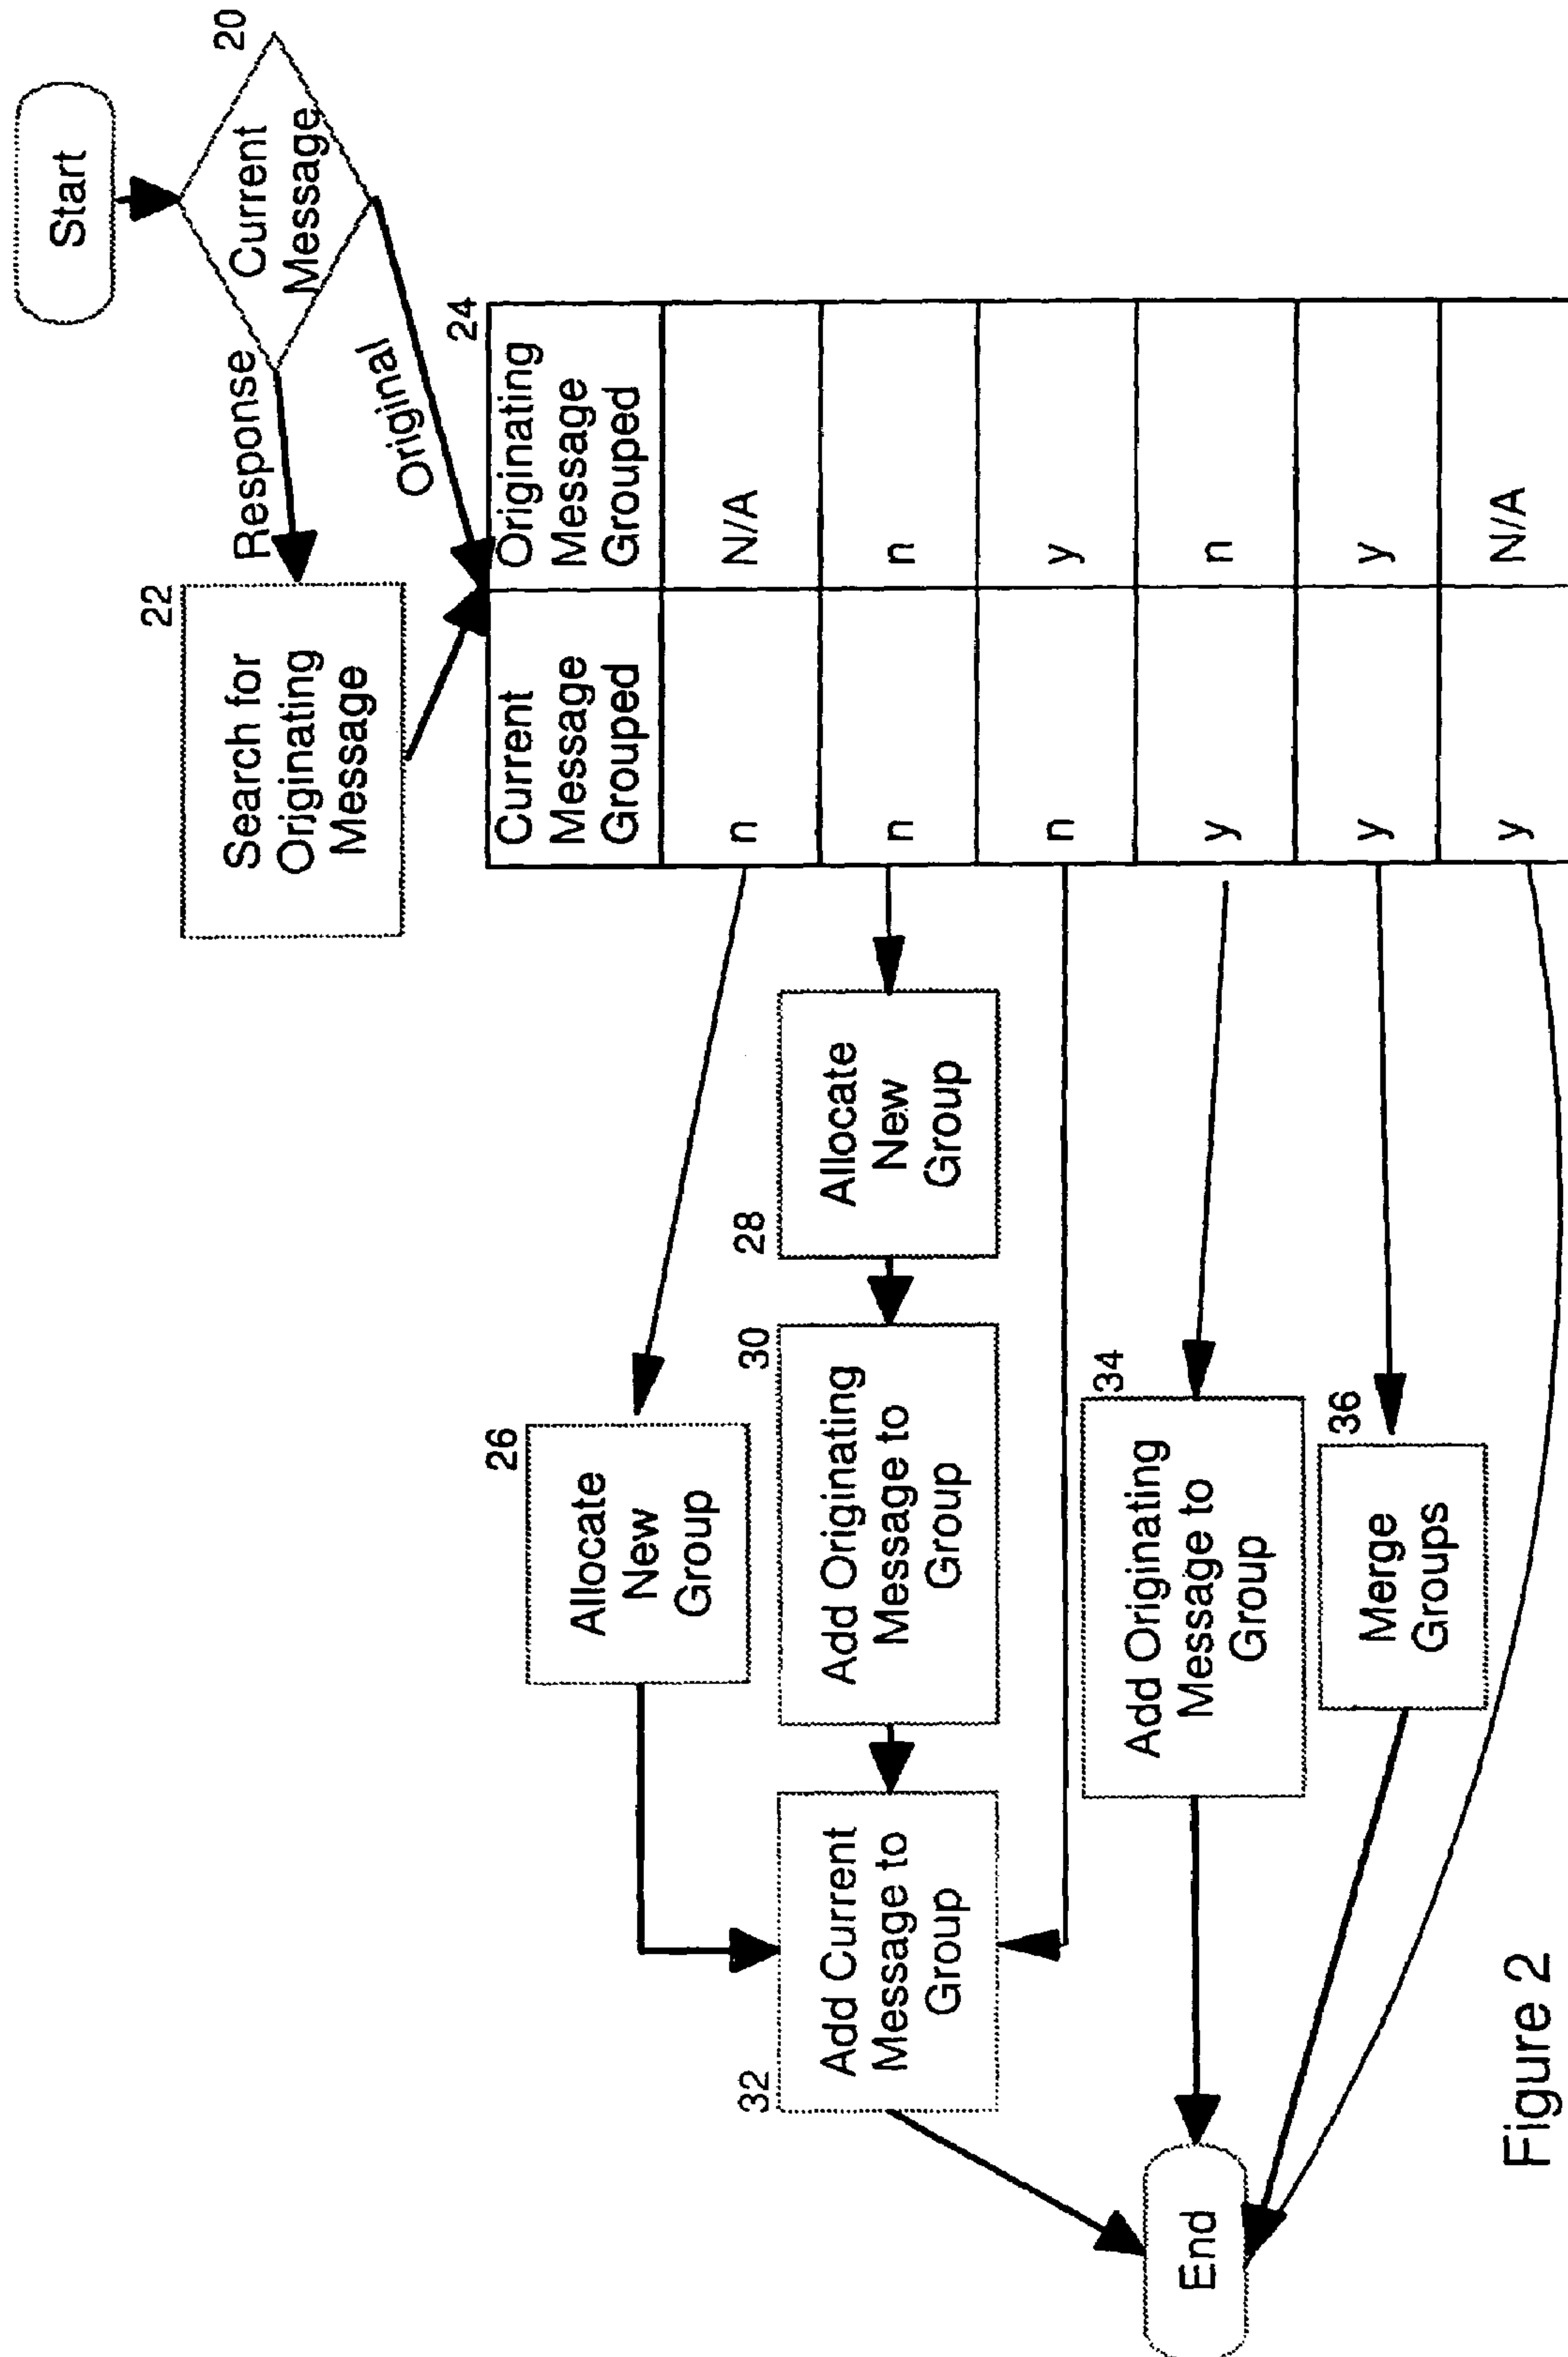 Start
20
Current
Message
Response
Original
22
Search for
Originating
Message
24
Current
Message
Grouped
Originating
Message
Grouped
n
N/A
n
n
n
y
y
n
y
y
y
N/A
26
Allocate
New
Group
28
Allocate
New
Group
30
Add Originating
Message to
Group
32
Add Current
Message to
Group
34
Add Originating
Message to
Group
36
Merge
Groups
End
Figure 2